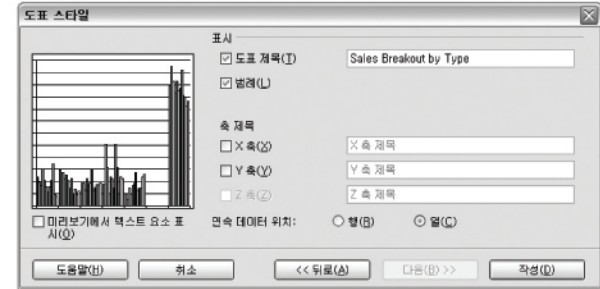 도표 스타일
표시
도표 제목(T) Sales Breakout by Type
범례(L)
축 제목
X 축(X) X 축 제목
Y 축(Y) Y 축 제목
Z 축(Z) Z 축 제목
미리보기에서 텍스트 요소 표
시(O)
연속 데이터 위치: 행(R) 열(C)
도움말(H) 취소 << 뒤로(A) 다음(B) >> 작성(D)